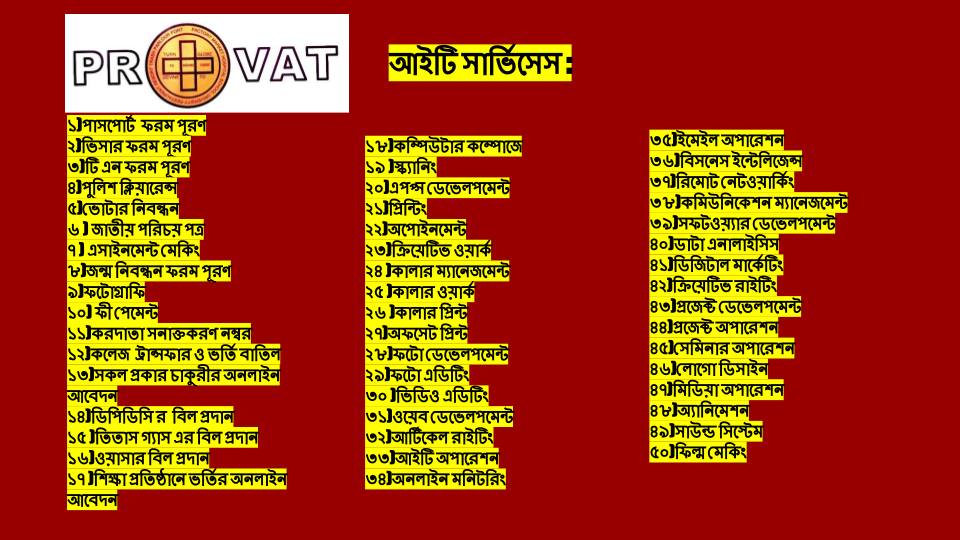 PROVAT
আইটি সার্ভিসেস:
১)পাসপোর্ট ফরম পূরণ
২)ভিসার ফরম পূরণ
৩)টি এন ফরম পূরণ
৪)পুলিশ ক্লিয়ারেন্স
৫)ভোটার নিবন্ধন
৬ ) জাতীয় পরিচয় পত্র
৭ ) এসাইনমেন্ট মেকিং
৮)জন্ম নিবন্ধন ফরম পূরণ
৯)ফটোগ্রাফি
১০) ফী পেমেন্ট
১১)করদাতা সনাক্তকরণ নম্বর
১২)কলেজ ট্রান্সফার ও ভর্তি বাতিল
১৩)সকল প্রকার চাকুরীর অনলাইন
আবেদন
১৪)ডিপিডিসি র বিল প্রদান
১৫ )তিতাস গ্যাস এর বিল প্রদান
১৬)ওয়াসার বিল প্রদান
১৭ )শিক্ষা প্রতিষ্ঠানে ভর্তির অনলাইন
আবেদন
১৮)কম্পিউটার কম্পোজে
১৯ )স্ক্যানিং
২০)এপপ্স ডেভেলপমেন্ট
২১)প্রিন্টিং
২২)অপোইনমেন্ট
২৩)ক্রিয়েটিভ ওয়ার্ক
২৪ )কালার ম্যানেজমেন্ট
২৫ )কালার ওয়ার্ক
২৬ )কালার প্রিন্ট
২৭)অফসেট প্রিন্ট
২৮)ফটো ডেভেলপমেন্ট
২৯)ফটো এডিটিং
৩০ )ভিডিও এডিটিং
৩১)ওয়েব ডেভেলপমেন্ট
৩২)আর্টিকেল রাইটিং
৩৩)আইটি অপারেশন
৩৪)অনলাইন মনিটরিং
৩৫)ইমেইল অপারেশন
৩৬)বিসনেস ইন্টেলিজেন্স
৩৭)রিমোট নেটওয়ার্কিং
৩৮)কমিউনিকেশন ম্যানেজমেন্ট
৩৯)সফটওয়্যার ডেভেলপমেন্ট
৪০)ডাটা এনালাইসিস
৪১)ডিজিটাল মার্কেটিং
৪২)ক্রিয়েটিভ রাইটিং
৪৩)প্রজেক্ট ডেভেলপমেন্ট
৪৪)প্রজেক্ট অপারেশন
৪৫)সেমিনার অপারেশন
৪৬)লোগো ডিসাইন
৪৭)মিডিয়া অপারেশন
৪৮)অ্যানিমেশন
৪৯)সাউন্ড সিস্টেম
৫০)ফিল্ম মেকিং